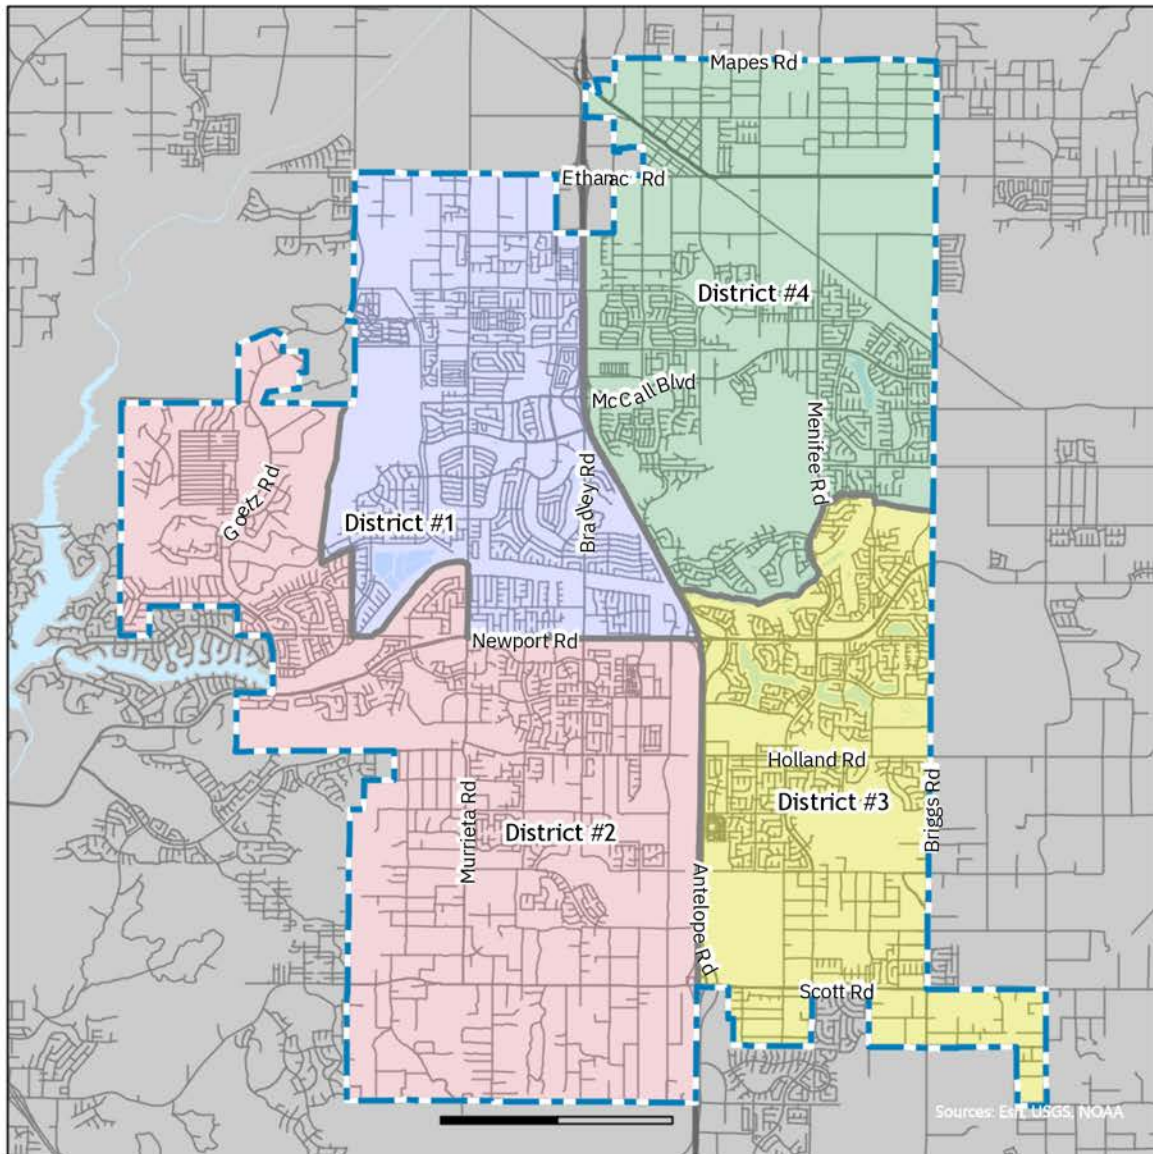 Mapes Rd
Ethanac Rd
District #4
McCall Blvd
Menifee Rd
Goetz Rd
Bradley Rd
District #1
Newport Rd
Holland Rd
District #3
Briggs Rd
Murrieta Rd
District #2
Antelope Rd
Scott Rd
Sources: Esri, USGS, NOAA